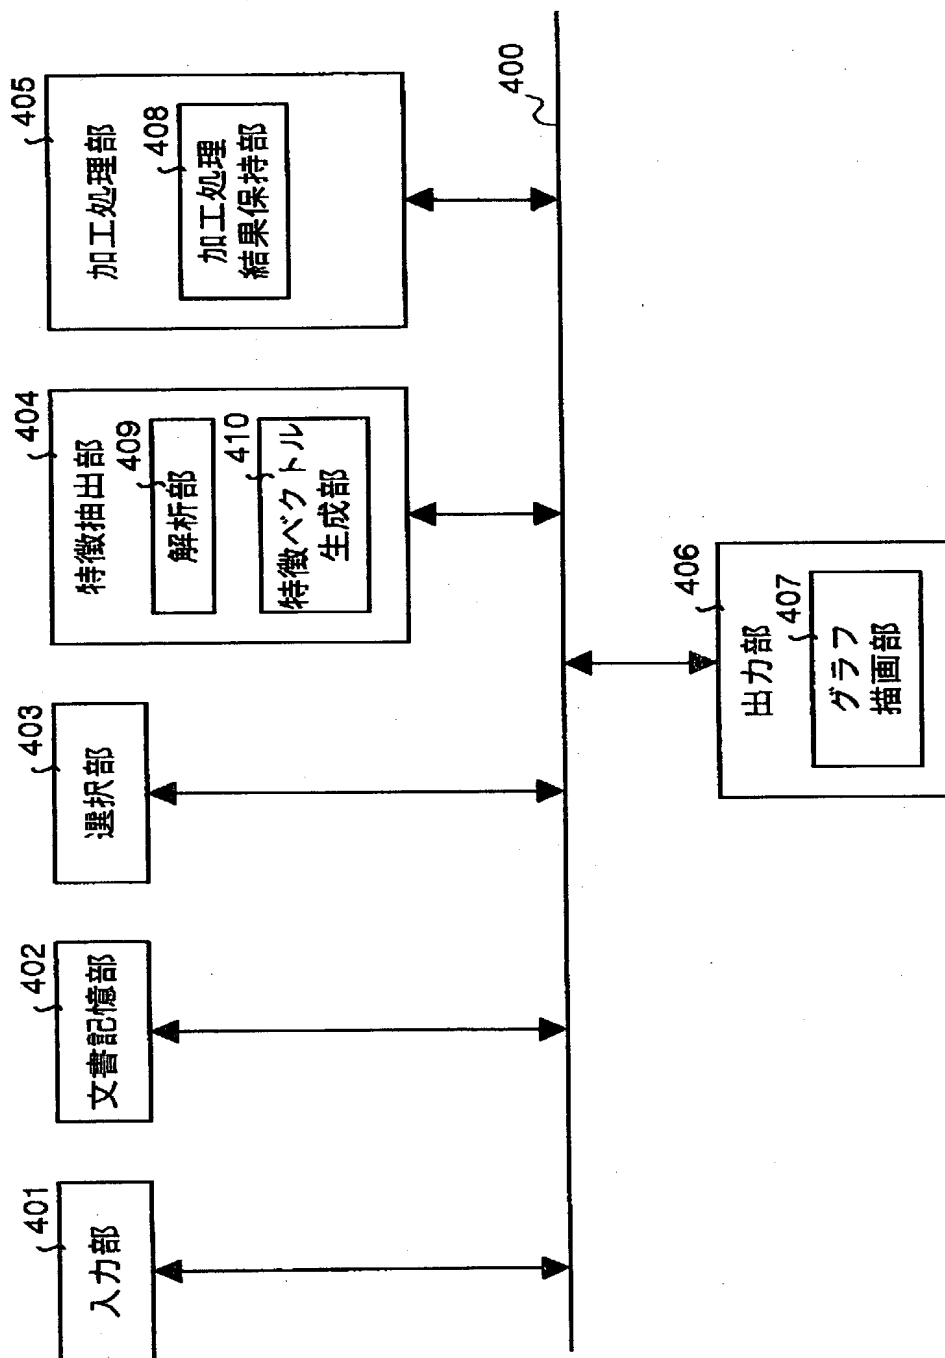 401
入力部
402
文書記憶部
403
選択部
404
特徴抽出部
409
解析部
410
特徴ベクトル
生成部
405
加工処理部
408
加工処理
結果保持部
400
406
出力部
407
グラフ
描画部